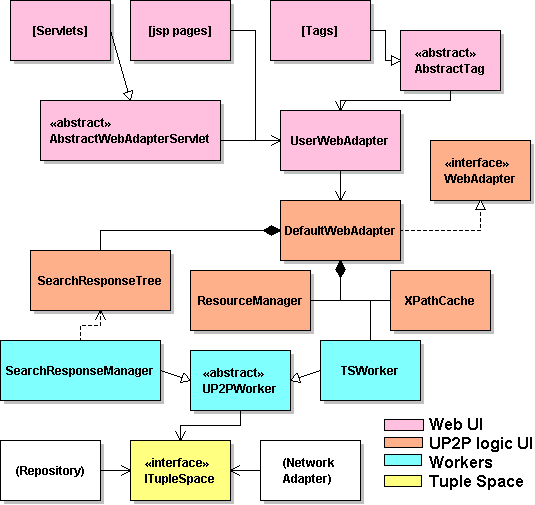 [Servlets]
[jsp pages]
[Tags]
«abstract»
AbstractTag
«abstract»
AbstractWebAdapterServlet
UserWebAdapter
«interface»
WebAdapter
DefaultWebAdapter
SearchResponseTree
ResourceManager
XPathCache
SearchResponseManager
«abstract»
UP2PWorker
TSWorker
Web UI
UP2P logic UI
Workers
Tuple Space
(Repository)
«interface»
ITupleSpace
(Network
Adapter)